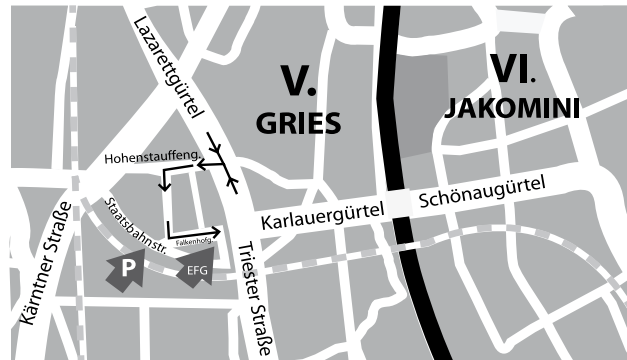 Lazarettgürtel
V.
GRIES
VI.
JAKOMINI
Hohenstauffeng.
Karlauergürtel
Schönaugürtel
Staatsbahnstr.
Falkenhofg.
Kärntner Straße
Triester Straße
P
EFG